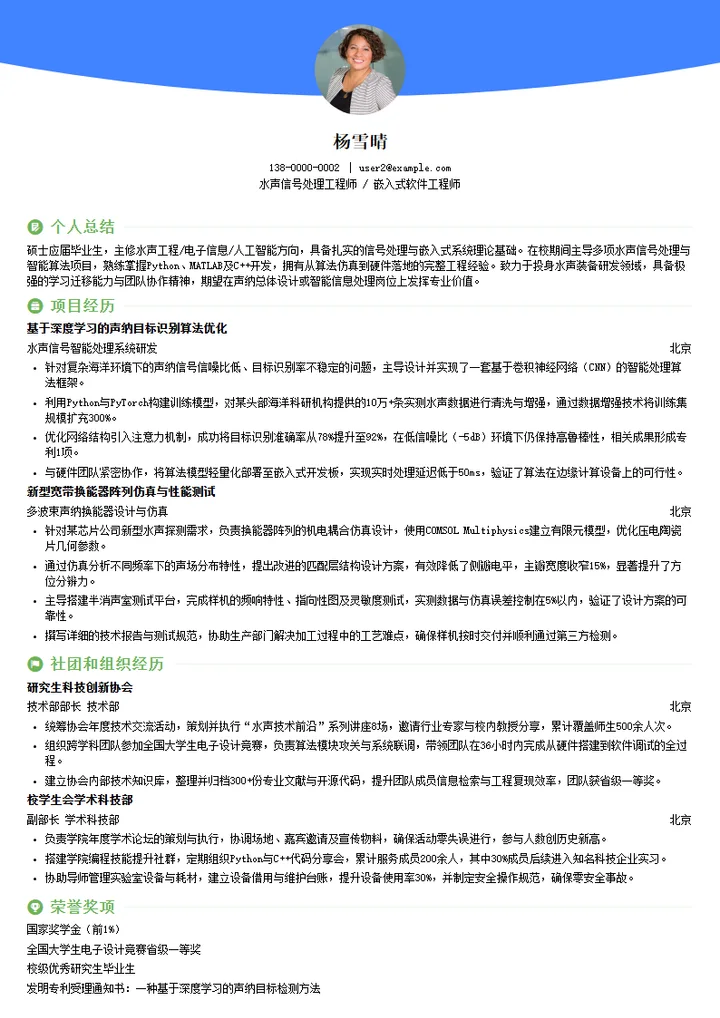 杨雪晴
138-0000-0002 | user2@example.com
水声信号处理工程师 / 嵌入式软件工程师
个人总结
硕士应届毕业生，主修水声工程/电子信息/人工智能方向，具备扎实的信号处理与嵌入式系统理论基础。在校期间主导多项水声信号处理与
智能算法项目，熟练掌握Python、MATLAB及C++开发，拥有从算法仿真到硬件落地的完整工程经验。致力于投身水声装备研发领域，具备极
强的学习迁移能力与团队协作精神，期望在声纳总体设计或智能信息处理岗位上发挥专业价值。
项目经历
基于深度学习的声纳目标识别算法优化
水声信号智能处理系统研发 北京
• 针对复杂海洋环境下的声纳信号信噪比低、目标识别率不稳定的问题，主导设计并实现了一套基于卷积神经网络（CNN）的智能处理算
法框架。
• 利用Python与PyTorch构建训练模型，对某头部海洋科研机构提供的10万+条实测水声数据进行清洗与增强，通过数据增强技术将训练集
规模扩充300%。
• 优化网络结构引入注意力机制，成功将目标识别准确率从78%提升至92%，在低信噪比（-5dB）环境下仍保持高鲁棒性，相关成果形成专
利1项。
• 与硬件团队紧密协作，将算法模型轻量化部署至嵌入式开发板，实现实时处理延迟低于50ms，验证了算法在边缘计算设备上的可行性。
新型宽带换能器阵列仿真与性能测试
多波束声纳换能器设计与仿真 北京
• 针对某芯片公司新型水声探测需求，负责换能器阵列的机电耦合仿真设计，使用COMSOL Multiphysics建立有限元模型，优化压电陶瓷
片几何参数。
• 通过仿真分析不同频率下的声场分布特性，提出改进的匹配层结构设计方案，有效降低了侧瓣电平，主瓣宽度收窄15%，显著提升了方
位分辨力。
• 主导搭建半消声室测试平台，完成样机的频响特性、指向性图及灵敏度测试，实测数据与仿真误差控制在5%以内，验证了设计方案的可
靠性。
• 撰写详细的技术报告与测试规范，协助生产部门解决加工过程中的工艺难点，确保样机按时交付并顺利通过第三方检测。
社团和组织经历
研究生科技创新协会
技术部部长 技术部 北京
• 统筹协会年度技术交流活动，策划并执行“水声技术前沿”系列讲座8场，邀请行业专家与校内教授分享，累计覆盖师生500余人次。
• 组织跨学科团队参加全国大学生电子设计竞赛，负责算法模块攻关与系统联调，带领团队在36小时内完成从硬件搭建到软件调试的全过
程。
• 建立协会内部技术知识库，整理并归档300+份专业文献与开源代码，提升团队成员信息检索与工程复现效率，团队获省级一等奖。
校学生会学术科技部
副部长 学术科技部 北京
• 负责学院年度学术论坛的策划与执行，协调场地、嘉宾邀请及宣传物料，确保活动零失误进行，参与人数创历史新高。
• 搭建学院编程技能提升社群，定期组织Python与C++代码分享会，累计服务成员200余人，其中30%成员后续进入知名科技企业实习。
• 协助导师管理实验室设备与耗材，建立设备借用与维护台账，提升设备使用率30%，并制定安全操作规范，确保零安全事故。
荣誉奖项
国家奖学金（前1%）
全国大学生电子设计竞赛省级一等奖
校级优秀研究生毕业生
发明专利受理通知书：一种基于深度学习的声纳目标检测方法